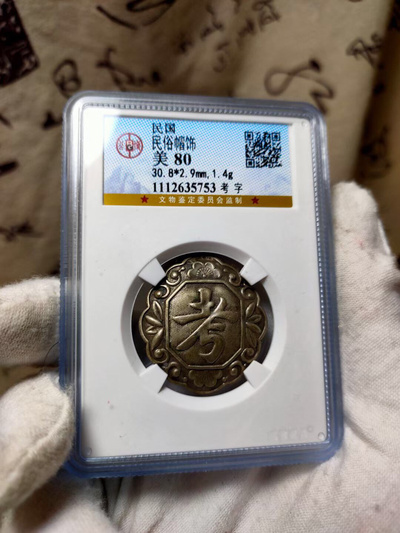 民国
民俗帽饰
美 80
30.8*2.9mm,1.4g
1112635753 考 字
★ 文物鉴定委员会监制 ★
考